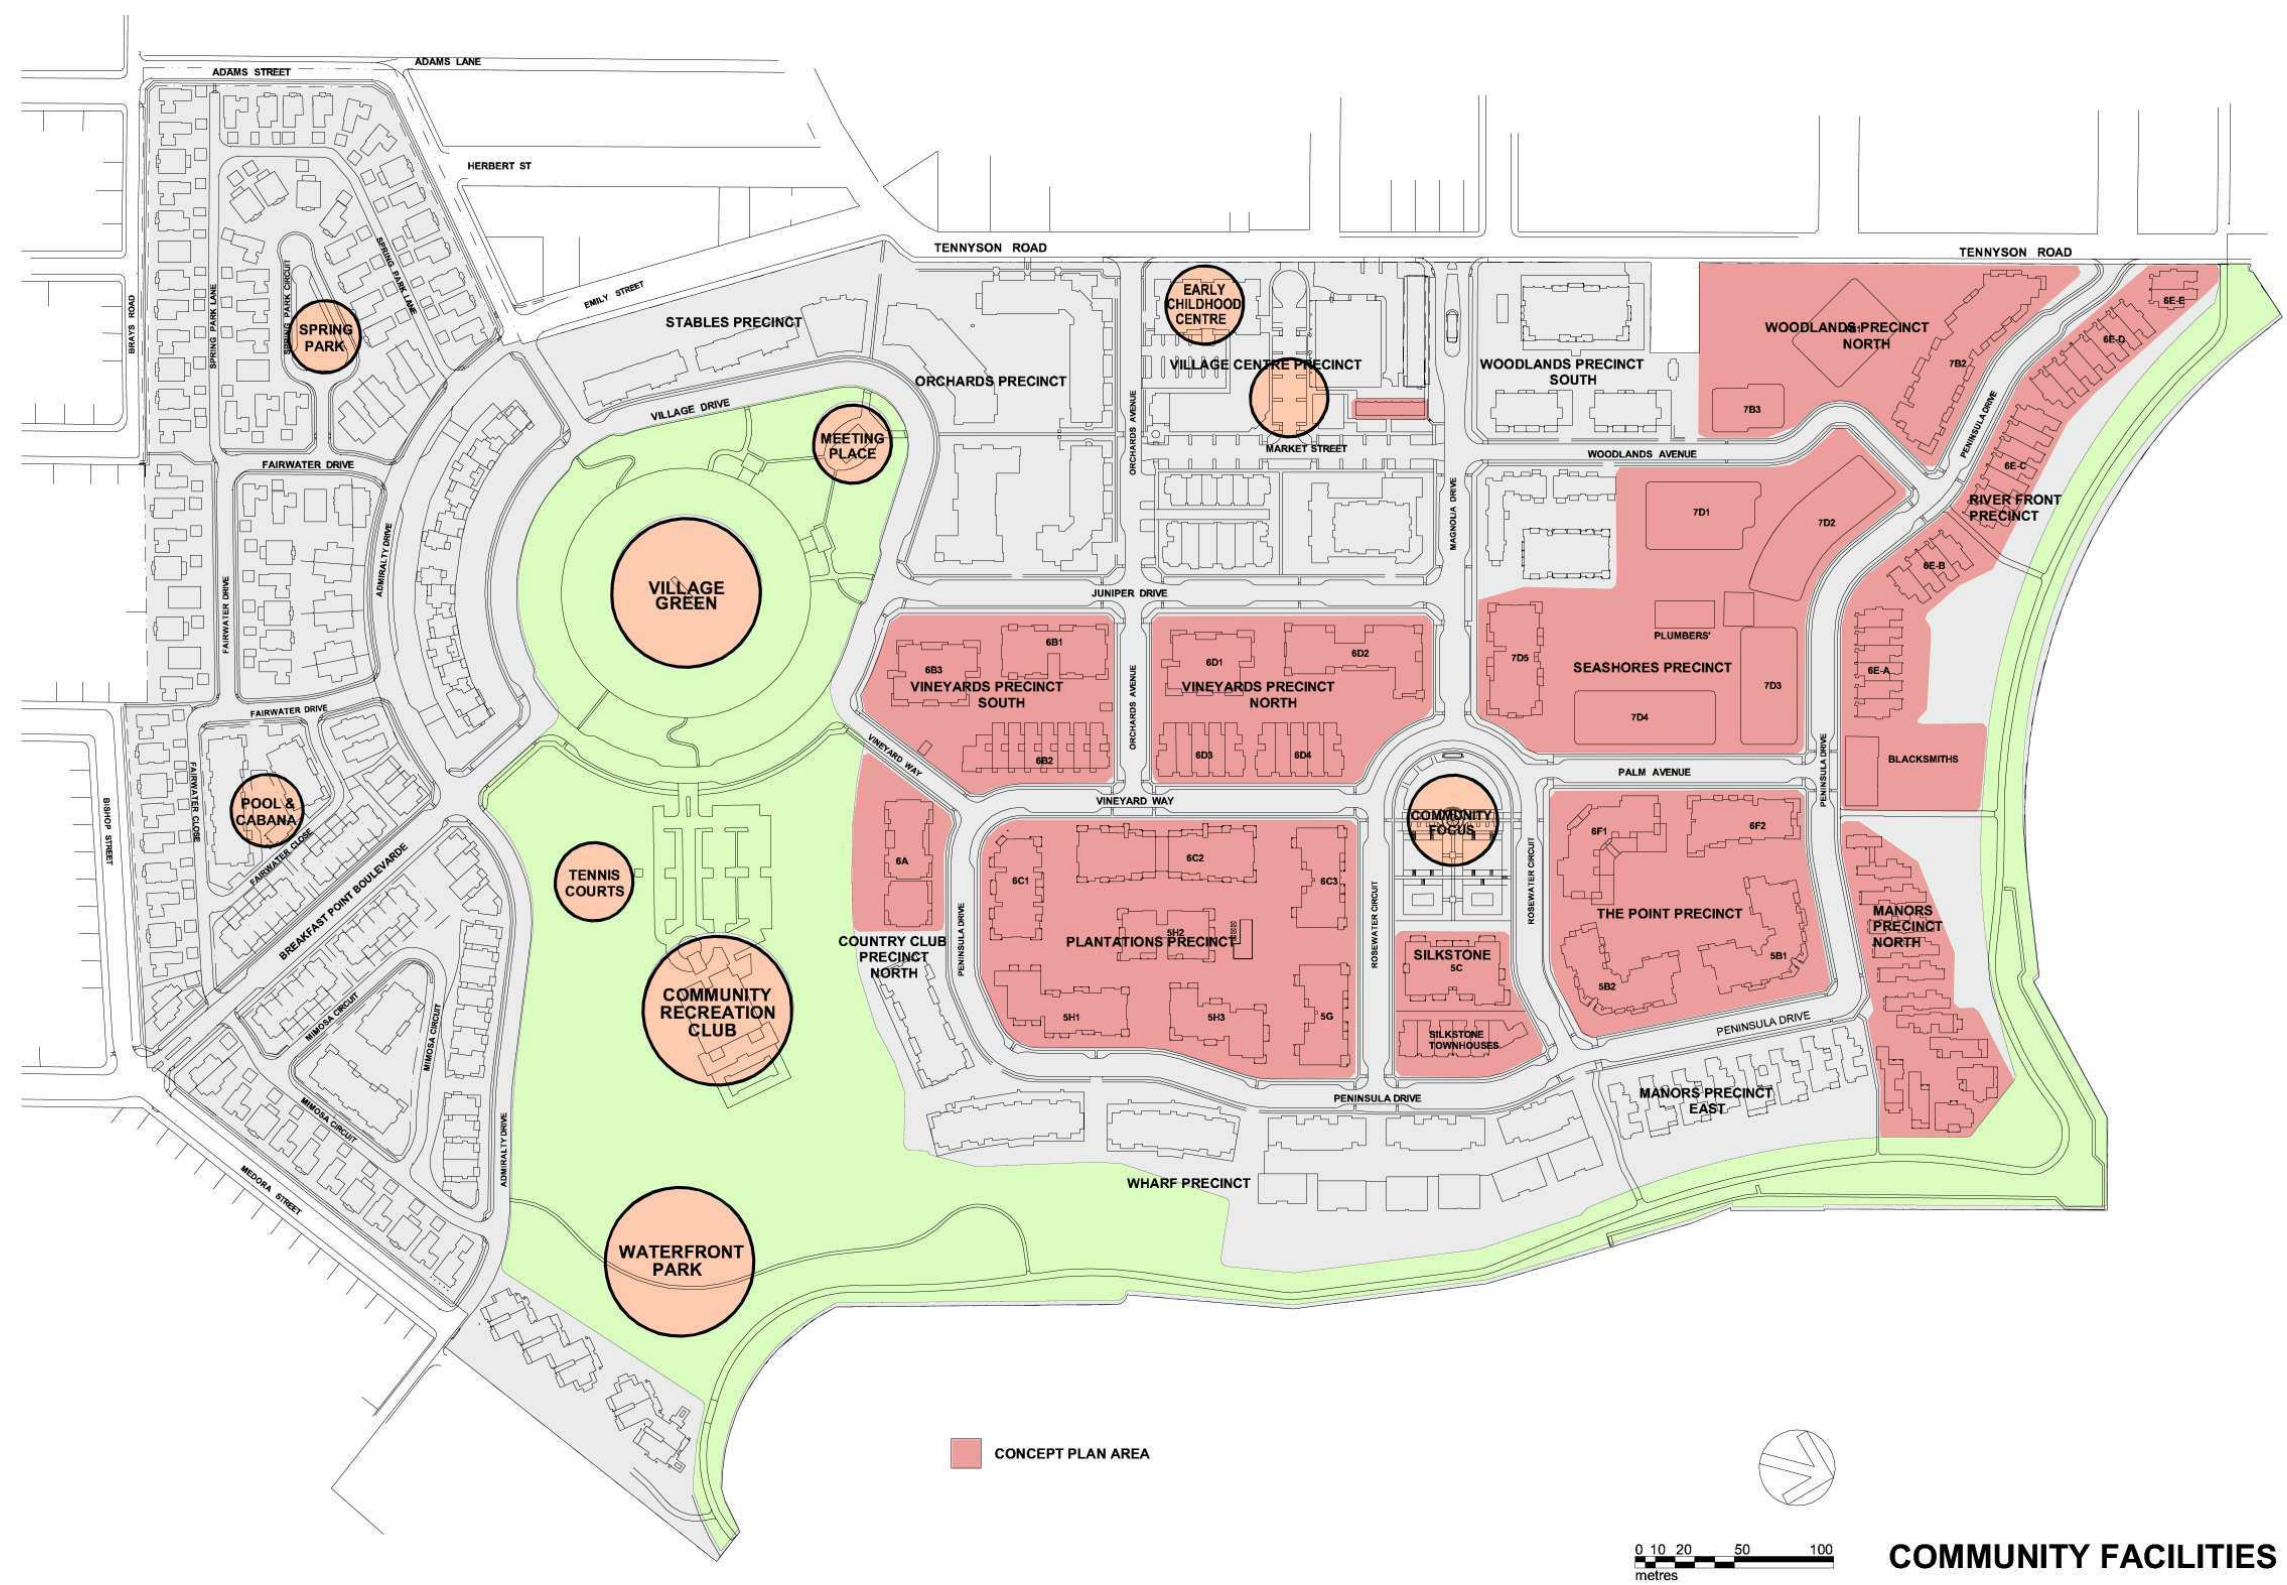 ADAMS STREET
ADAMS LANE
HERBERT ST
TENNYSON ROAD
TENNYSON ROAD
EMILY STREET
BRAYS ROAD
SPRING PARK LANE
SPRING PARK CIRCUIT
SPRING PARK LANE
SPRING
PARK
STABLES PRECINCT
EARLY
CHILDHOOD
CENTRE
VILLAGE CENTRE PRECINCT
ORCHARDS PRECINCT
ORCHARDS AVENUE
WOODLANDS PRECINCT
SOUTH
WOODLANDS PRECINCT
NORTH
7B2
7B3
6E-E
6E-D
6E-C
PENINSULA DRIVE
RIVER FRONT
PRECINCT
6E-B
6E-A
VILLAGE DRIVE
MEETING
PLACE
MARKET STREET
WOODLANDS AVENUE
MAGNOLIA DRIVE
FAIRWATER DRIVE
FAIRWATER DRIVE
ADMIRALTY DRIVE
VILLAGE
GREEN
JUNIPER DRIVE
7D1
7D2
7D5
PLUMBERS'
SEASHORES PRECINCT
7D3
7D4
6B3
6B1
VINEYARDS PRECINCT
SOUTH
6B2
ORCHARDS AVENUE
6D1
6D2
VINEYARDS PRECINCT
NORTH
6D3
6D4
FAIRWATER DRIVE
FAIRWATER CLOSE
POOL &
CABANA
FAIRWATER CLOSE
BISHOP STREET
BREAKFAST POINT BOULEVARDE
VINEYARD WAY
VINEYARD WAY
PALM AVENUE
PENINSULA DRIVE
BLACKSMITHS
COMMUNITY
FOCUS
TENNIS
COURTS
6A
COUNTRY CLUB
PRECINCT
NORTH
PENINSULA DRIVE
6C1
6C2
6C3
PLANTATIONS PRECINCT
5H2
5H1
5H3
5G
ROSEWATER CIRCUIT
ROSEWATER CIRCUIT
SILKSTONE
5C
SILKSTONE
TOWNHOUSES
6F1
6F2
THE POINT PRECINCT
5B1
5B2
MANORS
PRECINCT
NORTH
PENINSULA DRIVE
COMMUNITY
RECREATION
CLUB
MIMOSA CIRCUIT
MIMOSA CIRCUIT
MIMOSA CIRCUIT
MEDORA STREET
ADMIRALTY DRIVE
PENINSULA DRIVE
MANORS PRECINCT
EAST
WHARF PRECINCT
WATERFRONT
PARK
CONCEPT PLAN AREA
0 10 20 50 100
metres
COMMUNITY FACILITIES